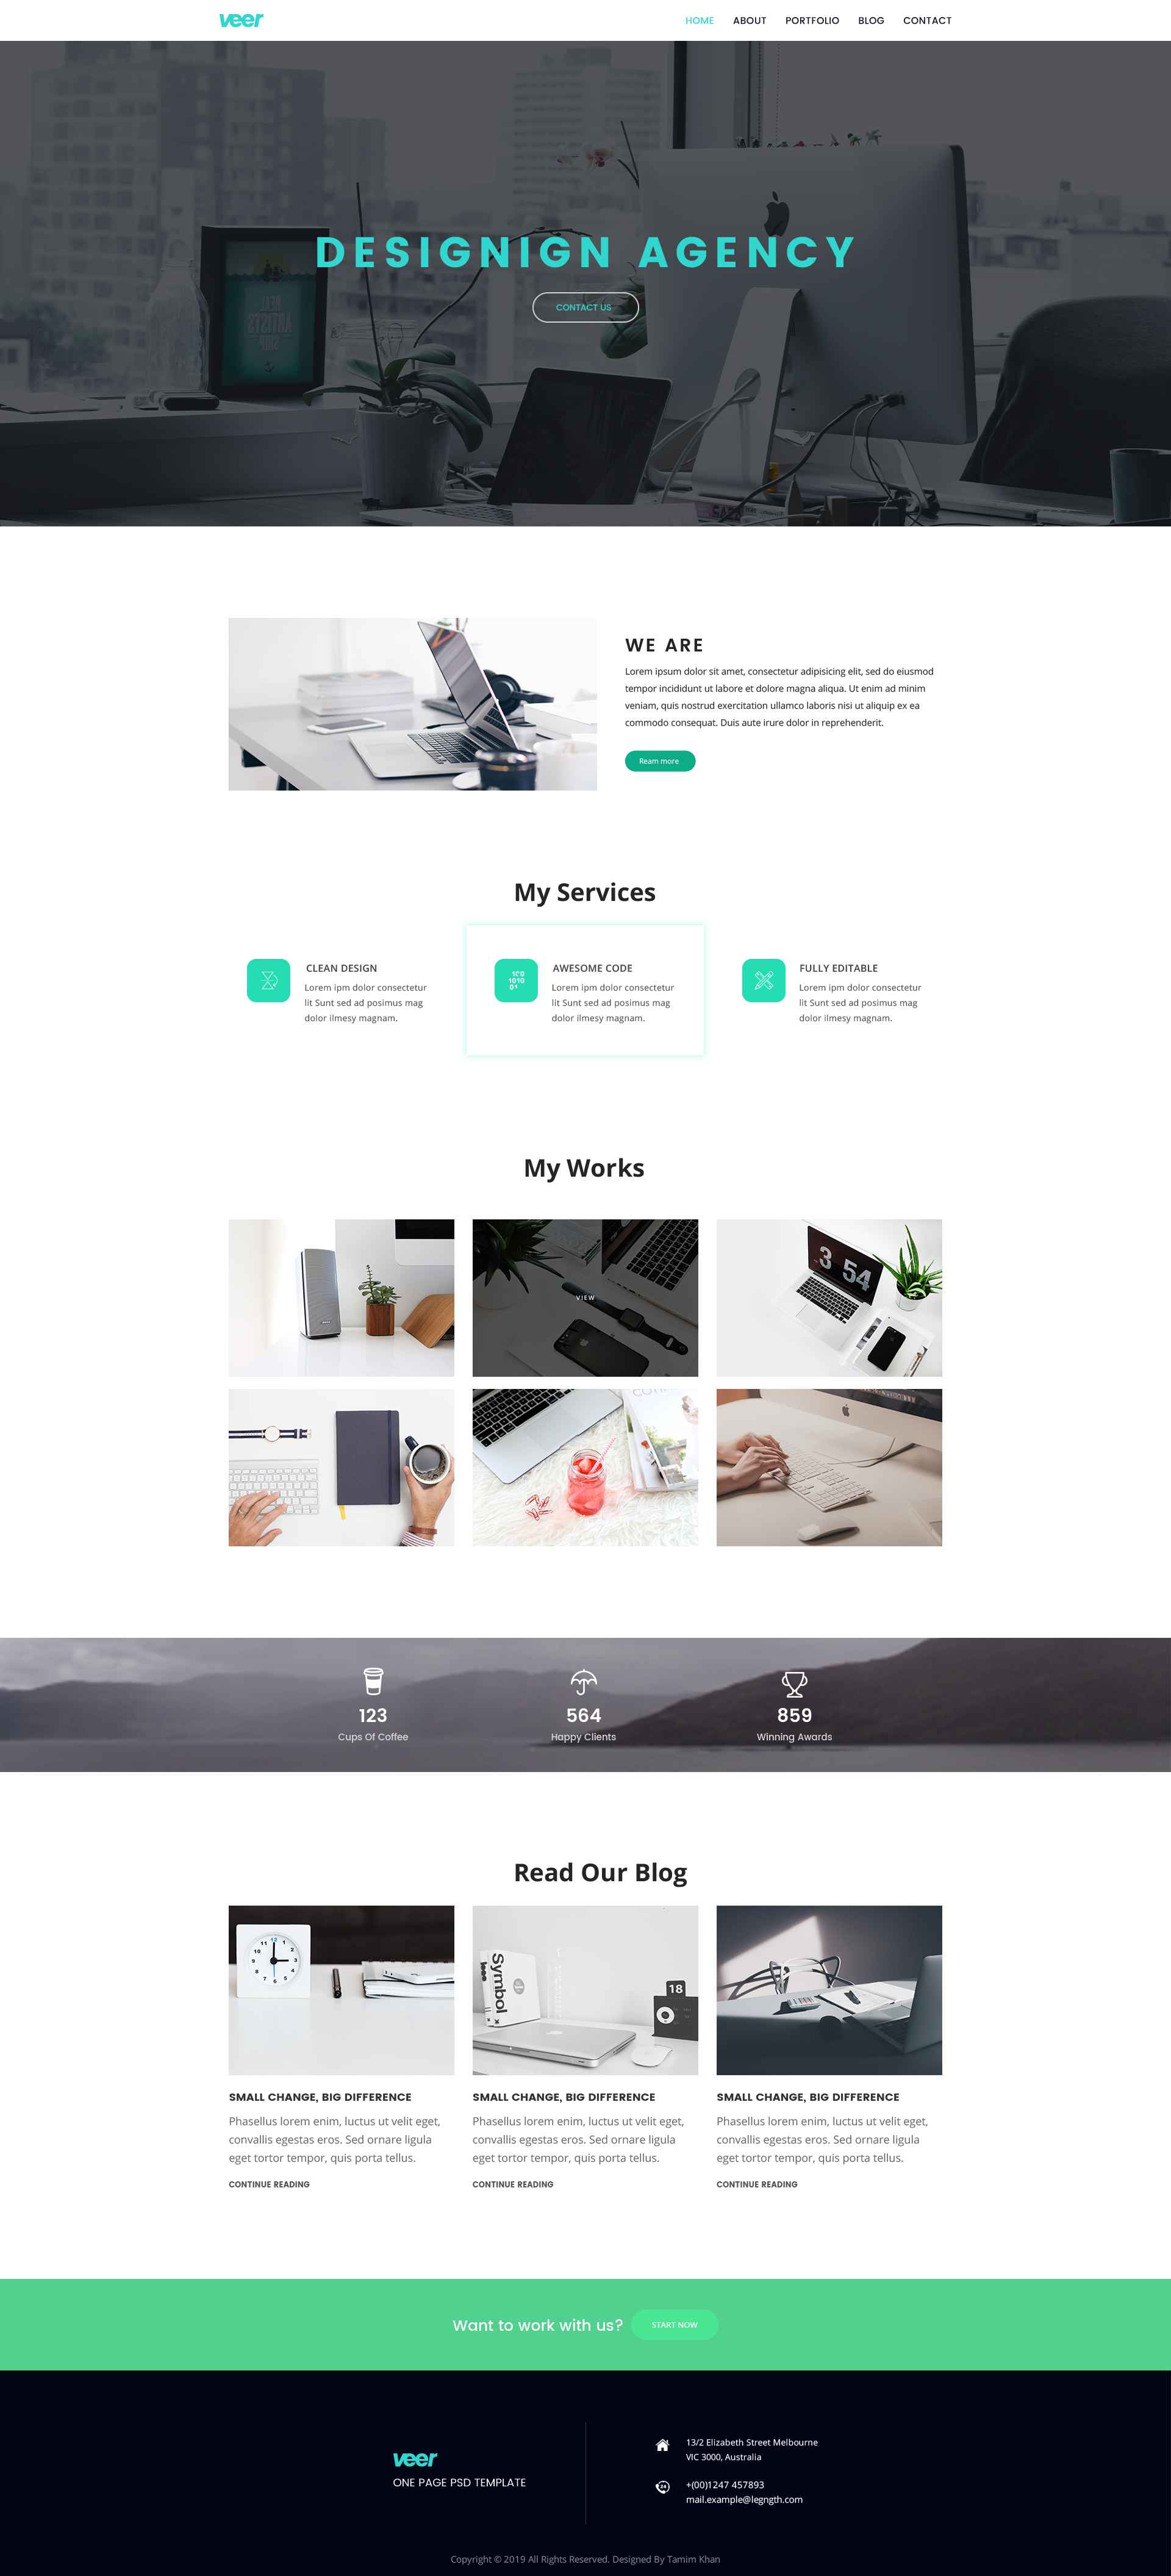 veer
HOME ABOUT PORTFOLIO BLOG CONTACT
DESIGNIGN AGENCY
CONTACT US
WE ARE
Lorem ipsum dolor sit amet, consectetur adipisicing elit, sed do eiusmod
tempor incididunt ut labore et dolore magna aliqua. Ut enim ad minim
veniam, quis nostrud exercitation ullamco laboris nisi ut aliquip ex ea
commodo consequat. Duis aute irure dolor in reprehenderit.
Ream more
My Services
CLEAN DESIGN
Lorem ipm dolor consectetur
lit Sunt sed ad posimus mag
dolor ilmesy magnam.
AWESOME CODE
Lorem ipm dolor consectetur
lit Sunt sed ad posimus mag
dolor ilmesy magnam.
FULLY EDITABLE
Lorem ipm dolor consectetur
lit Sunt sed ad posimus mag
dolor ilmesy magnam.
My Works
VIEW
3 54
123
Cups Of Coffee
564
Happy Clients
859
Winning Awards
Read Our Blog
Symbol
18
SMALL CHANGE, BIG DIFFERENCE
Phasellus lorem enim, luctus ut velit eget,
convallis egestas eros. Sed ornare ligula
eget tortor tempor, quis porta tellus.
CONTINUE READING
SMALL CHANGE, BIG DIFFERENCE
Phasellus lorem enim, luctus ut velit eget,
convallis egestas eros. Sed ornare ligula
eget tortor tempor, quis porta tellus.
CONTINUE READING
SMALL CHANGE, BIG DIFFERENCE
Phasellus lorem enim, luctus ut velit eget,
convallis egestas eros. Sed ornare ligula
eget tortor tempor, quis porta tellus.
CONTINUE READING
Want to work with us?
START NOW
veer
ONE PAGE PSD TEMPLATE
13/2 Elizabeth Street Melbourne
VIC 3000, Australia
+(00)1247 457893
mail.example@legngth.com
Copyright © 2019 All Rights Reserved. Designed By Tamim Khan